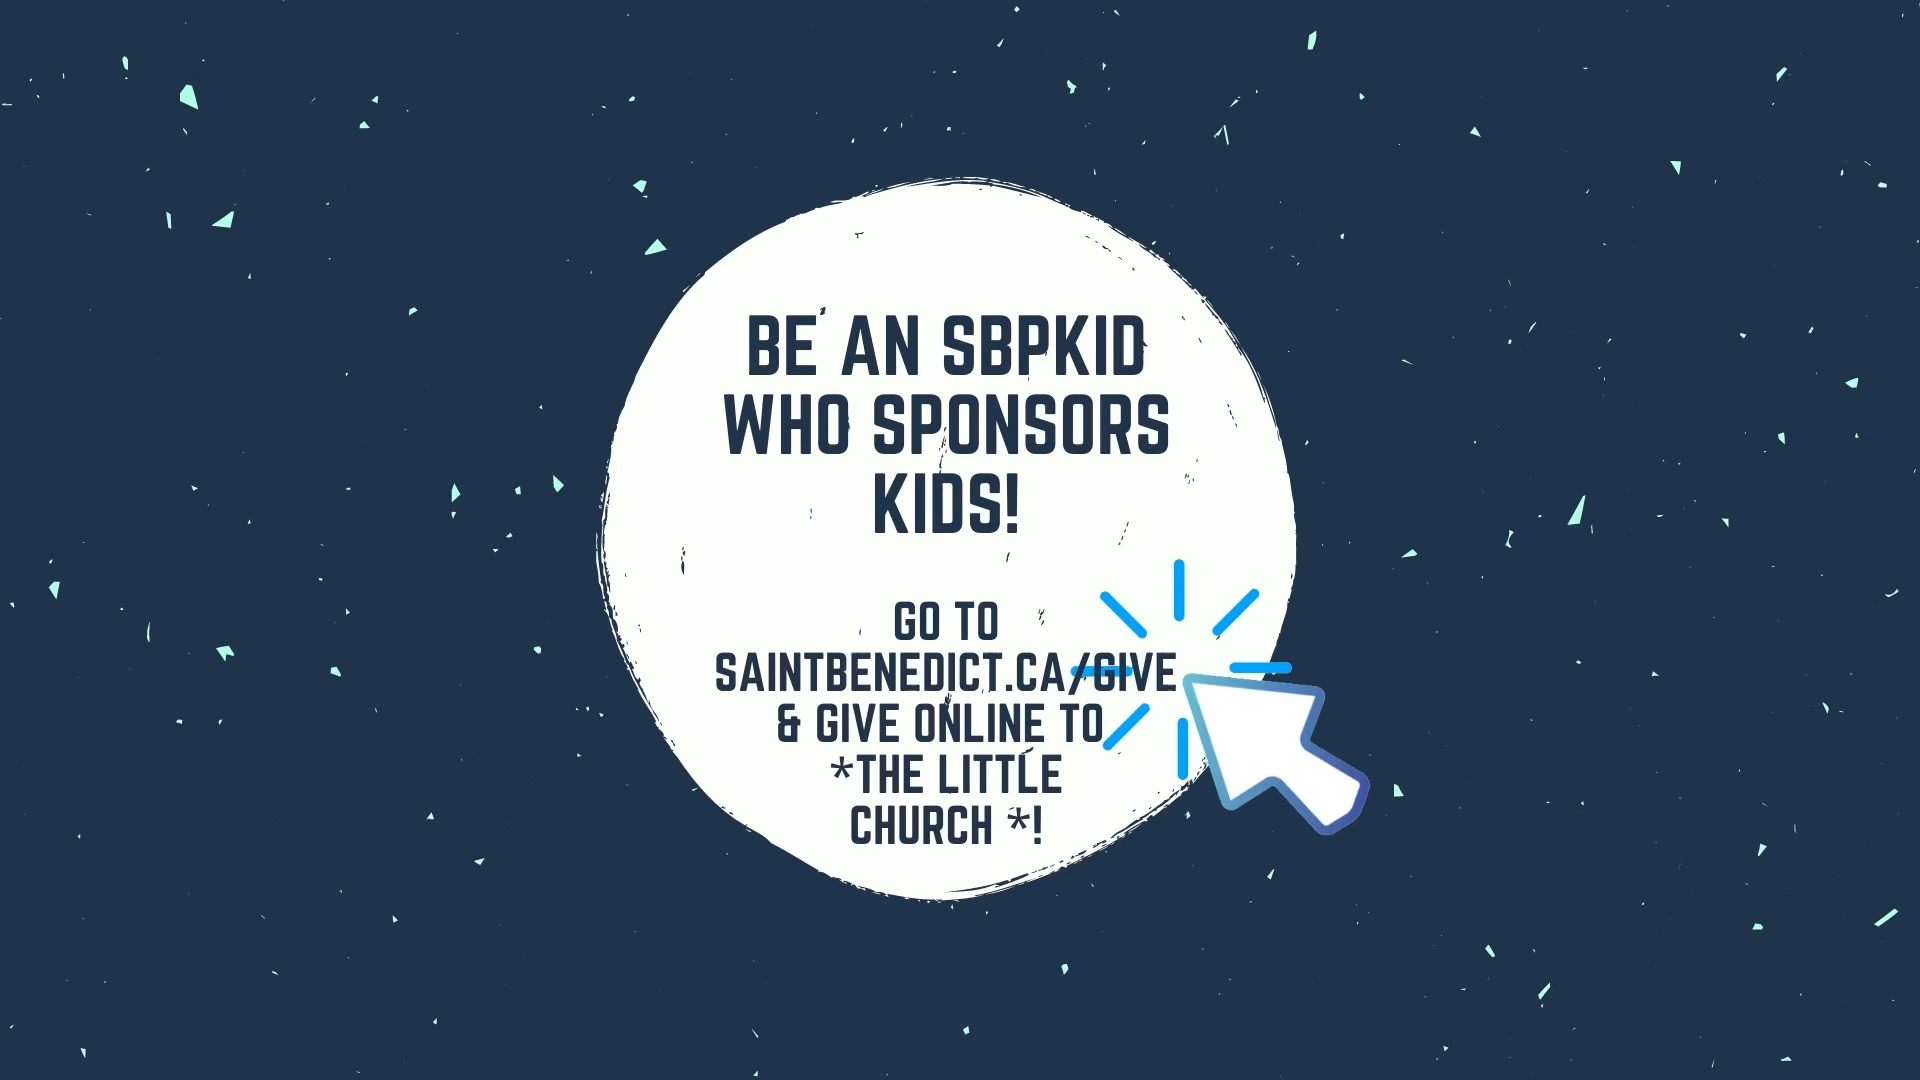 BE AN SBPKID
WHO SPONSORS
KIDS!
GO TO
SAINTBENEDICT.CA/GIVE
& GIVE ONLINE TO
*THE LITTLE
CHURCH *!